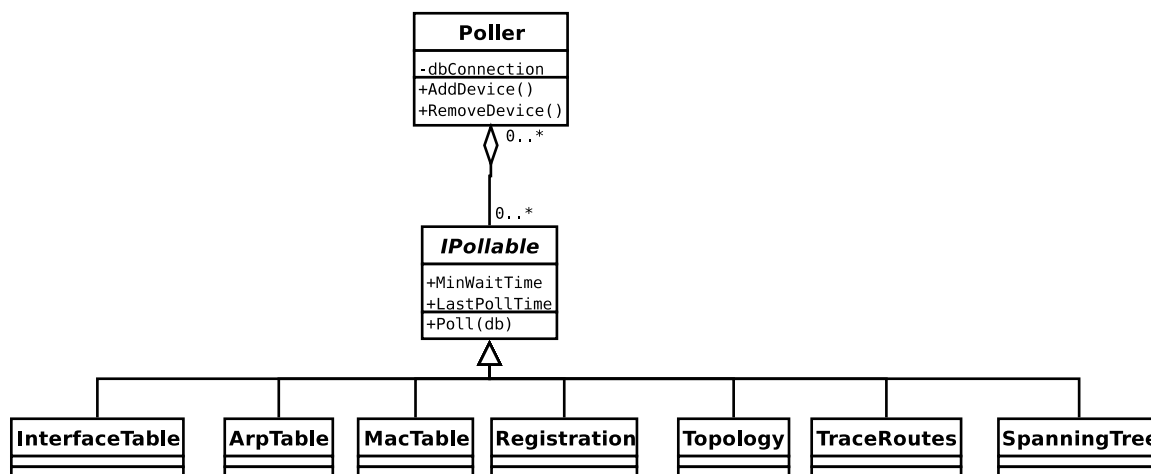 Poller
-dbConnection
+AddDevice()
+RemoveDevice()
0..*
0..*
IPollable
+MinWaitTime
+LastPollTime
+Poll(db)
InterfaceTable ArpTable MacTable Registration Topology TraceRoutes SpanningTree